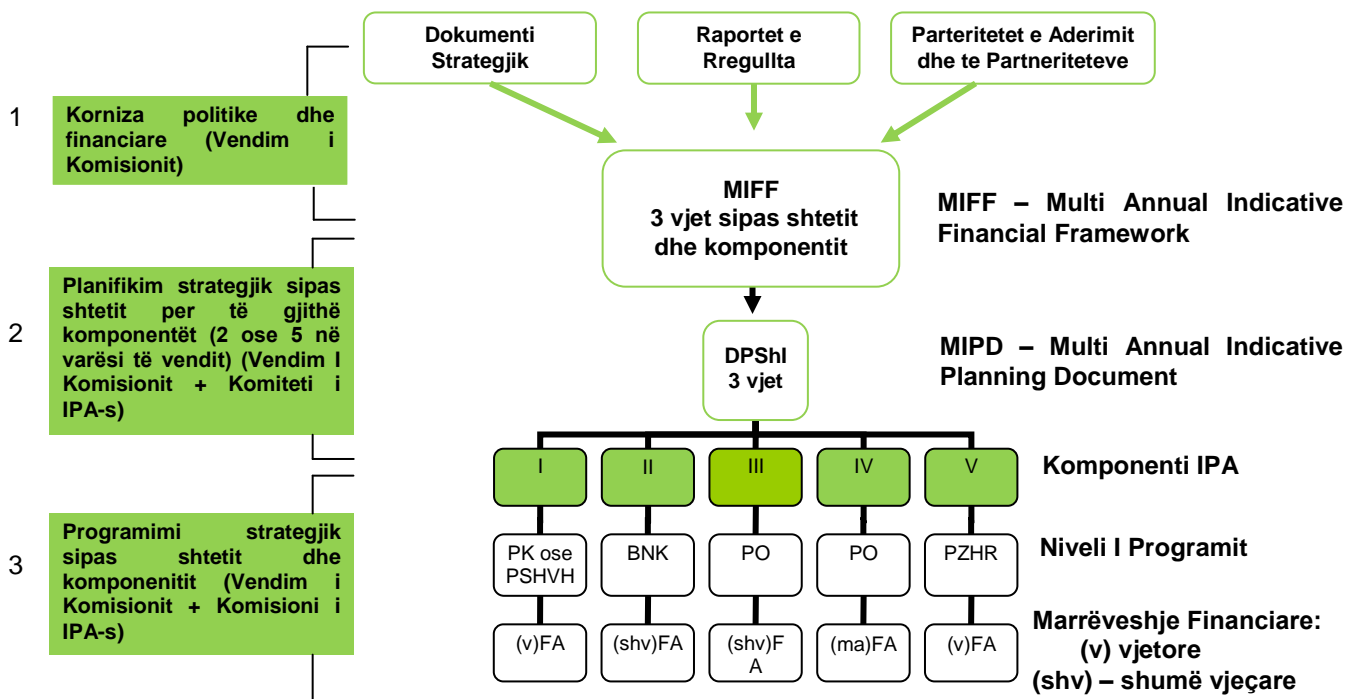 Dokumenti
Strategjik
Raportet e
Rregullta
Parteritetet e Aderimit
dhe te Partneriteteve
1
Korniza politike dhe
financiare (Vendim i
Komisionit)
MIFF
3 vjet sipas shtetit
dhe komponentit
MIFF – Multi Annual Indicative
Financial Framework
2
Planifikim strategjik sipas
shtetit per të gjithë
komponentët (2 ose 5 në
varësi të vendit) (Vendim I
Komisionit + Komiteti i
IPA-s)
DPShI
3 vjet
MIPD – Multi Annual Indicative
Planning Document
I
II
III
IV
V
Komponenti IPA
3
Programimi strategjik
sipas shtetit dhe
komponenitit (Vendim i
Komisionit + Komisioni i
IPA-s)
PK ose
PSHVH
BNK
PO
PO
PZHR
Niveli I Programit
(v)FA
(shv)FA
(shv)F
A
(ma)FA
(v)FA
Marrëveshje Financiare:
(v) vjetore
(shv) – shumë vjeçare